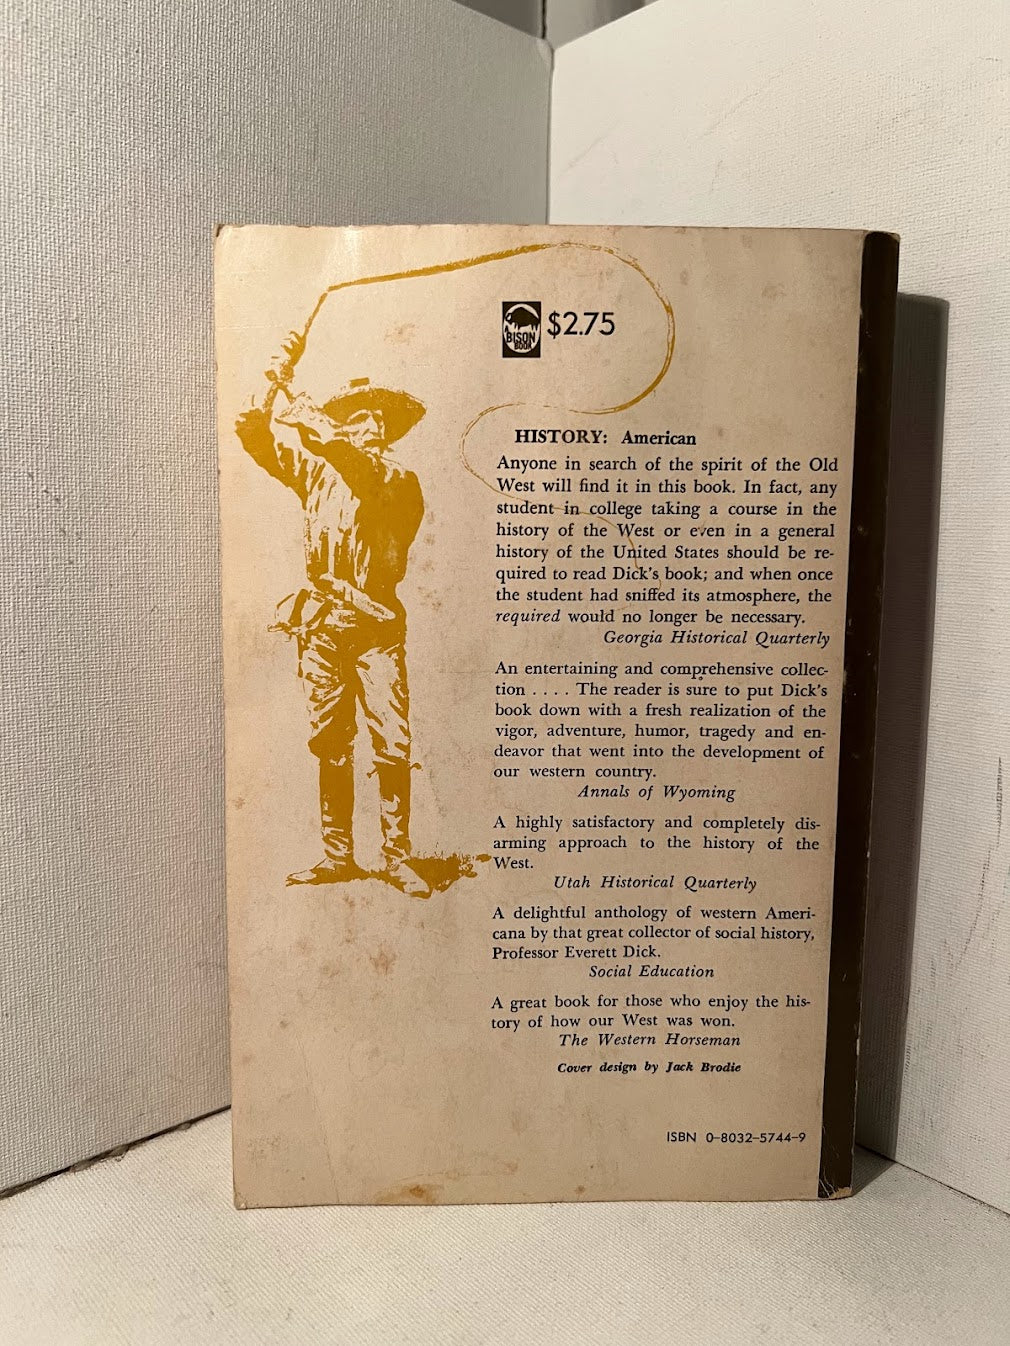 A
BISON
BOOK
$2.75
HISTORY: American
Anyone in search of the spirit of the Old
West will find it in this book. In fact, any
student in college taking a course in the
history of the West or even in a general
history of the United States should be re-
quired to read Dick's book; and when once
the student had sniffed its atmosphere, the
required would no longer be necessary.
Georgia Historical Quarterly
An entertaining and comprehensive collec-
tion . . . . The reader is sure to put Dick's
book down with a fresh realization of the
vigor, adventure, humor, tragedy and en-
deavor that went into the development of
our western country.
Annals of Wyoming
A highly satisfactory and completely dis-
arming approach to the history of the
West.
Utah Historical Quarterly
A delightful anthology of western Ameri-
cana by that great collector of social history,
Professor Everett Dick.
Social Education
A great book for those who enjoy the his-
tory of how our West was won.
The Western Horseman
Cover design by Jack Brodie
ISBN 0-8032-5744-9